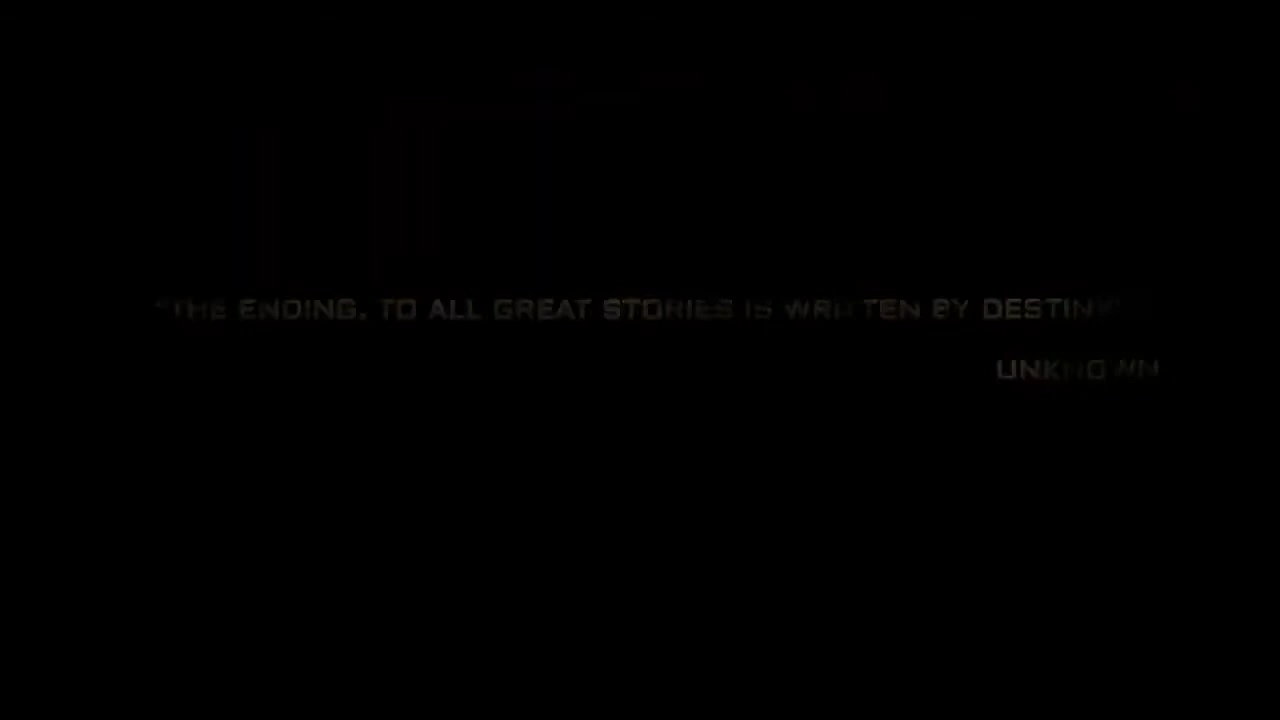 "THE ENDING, TO ALL GREAT STORIES IS WRITTEN BY DESTINY"
UNKNOWN